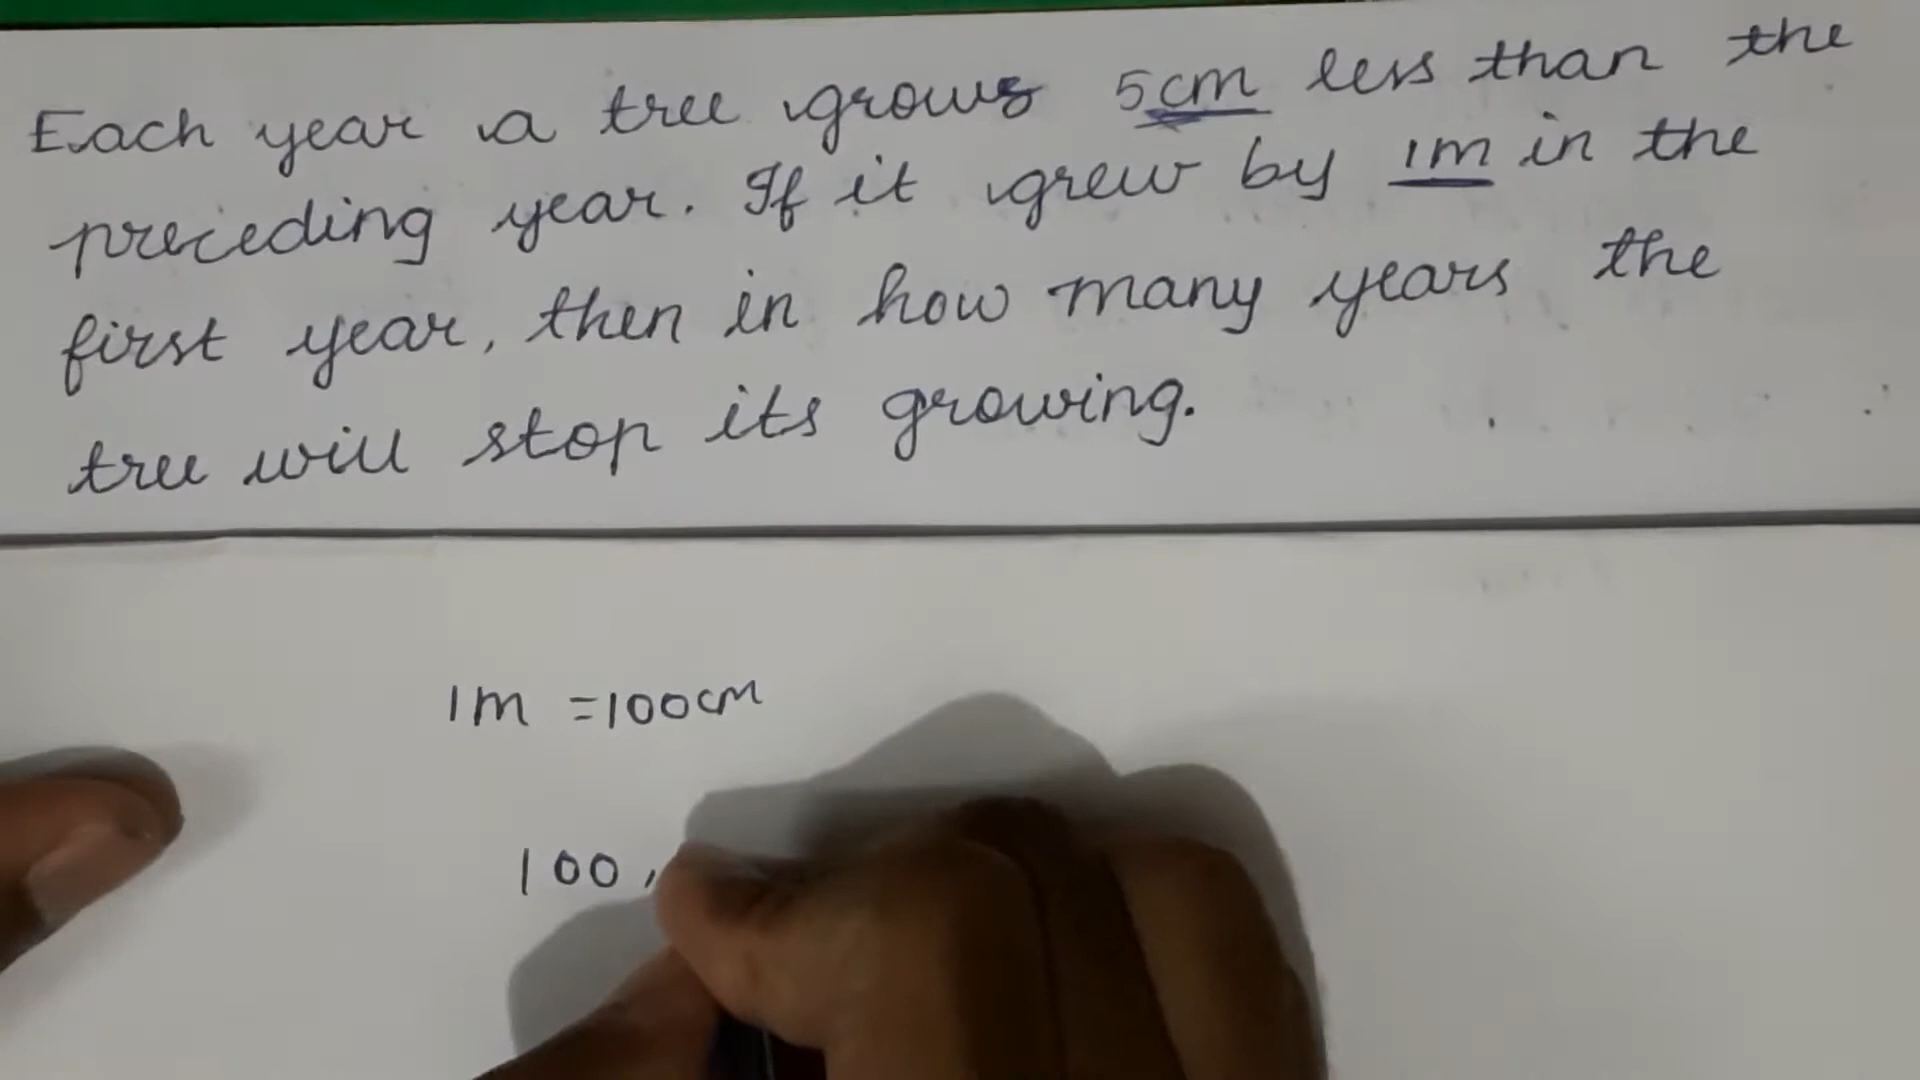 Each year a tree grows 5cm less than the
preceding year. If it grew by 1m in the
first year, then in how many years the
tree will stop its growing.
1m = 100cm
100,